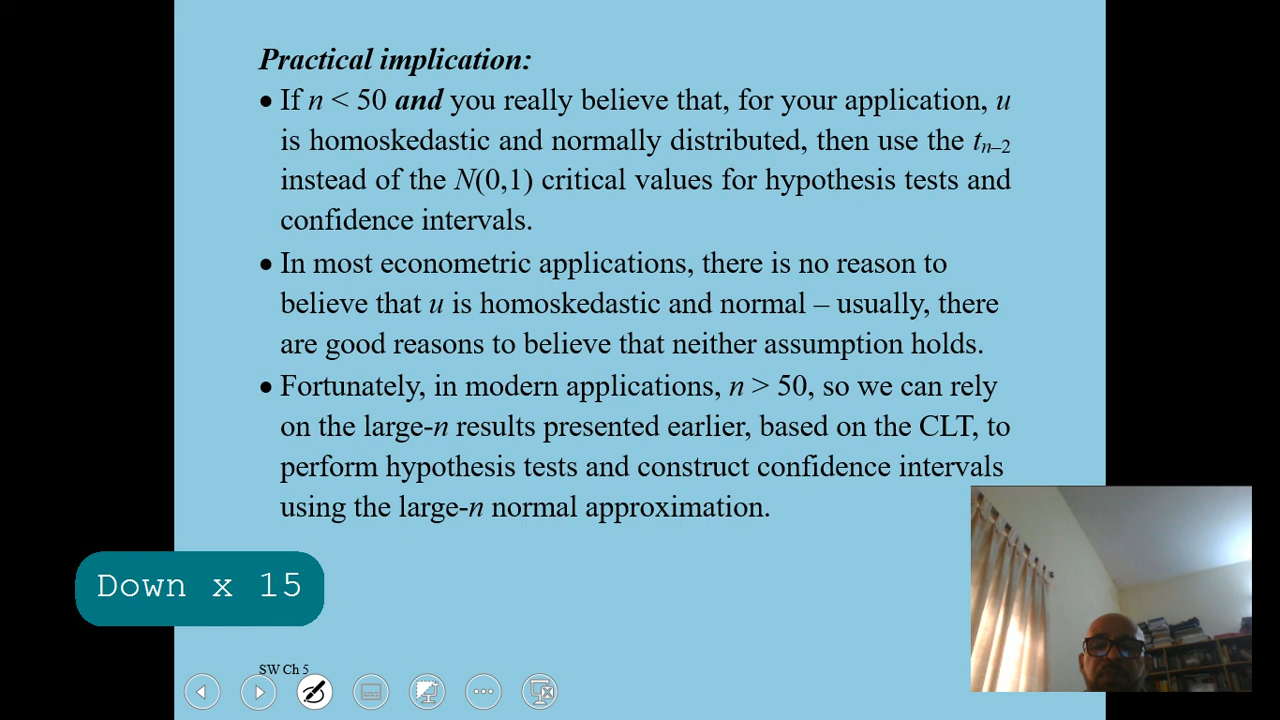 Practical implication:
• If n < 50 and you really believe that, for your application, u
is homoskedastic and normally distributed, then use the tn–2
instead of the N(0,1) critical values for hypothesis tests and
confidence intervals.
• In most econometric applications, there is no reason to
believe that u is homoskedastic and normal – usually, there
are good reasons to believe that neither assumption holds.
• Fortunately, in modern applications, n > 50, so we can rely
on the large-n results presented earlier, based on the CLT, to
perform hypothesis tests and construct confidence intervals
using the large-n normal approximation.
Down x 15
SW Ch 5